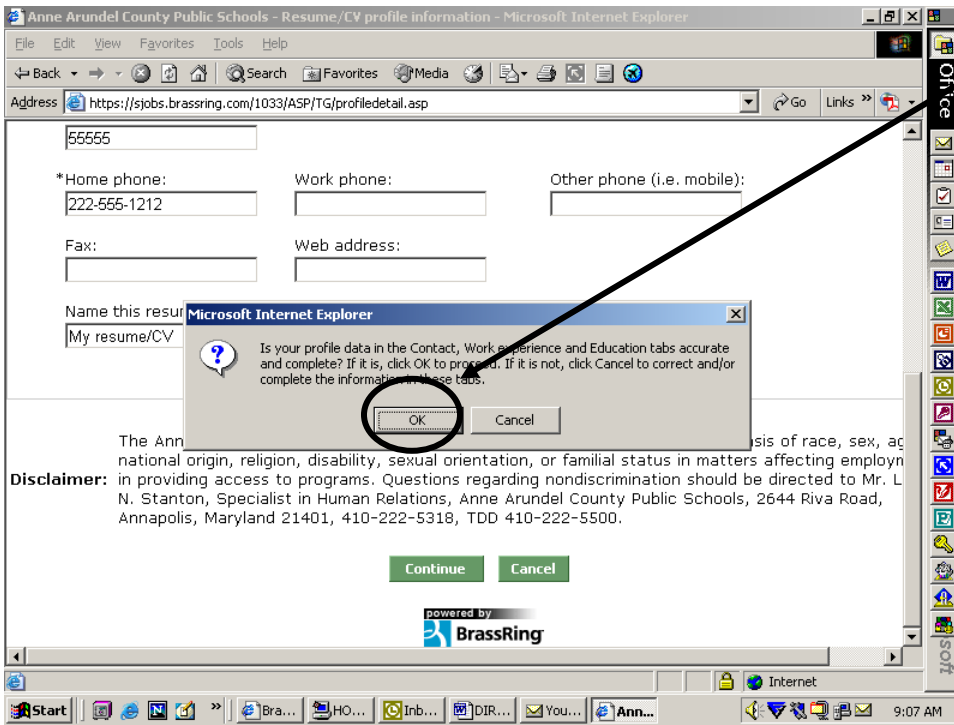 Anne Arundel County Public Schools - Resume/CV profile information - Microsoft Internet Explorer
File Edit View Favorites Tools Help
Back Search Favorites Media
Address https://sjobs.brassring.com/1033/ASP/TG/profiledetail.asp Go Links »
Office
55555
*Home phone: Work phone: Other phone (i.e. mobile):
222-555-1212
Fax: Web address:
Name this resu
My resume/CV
Microsoft Internet Explorer
Is your profile data in the Contact, Work experience and Education tabs accurate
and complete? If it is, click OK to proceed. If it is not, click Cancel to correct and/or
complete the information in these tabs.
OK Cancel
The Ann sis of race, sex, ag
national origin, religion, disability, sexual orientation, or familial status in matters affecting employn
Disclaimer: in providing access to programs. Questions regarding nondiscrimination should be directed to Mr. L
N. Stanton, Specialist in Human Relations, Anne Arundel County Public Schools, 2644 Riva Road,
Annapolis, Maryland 21401, 410-222-5318, TDD 410-222-5500.
Continue Cancel
powered by
BrassRing
Internet
Start » Bra... HO... Inb... DIR... You... Ann... 9:07 AM